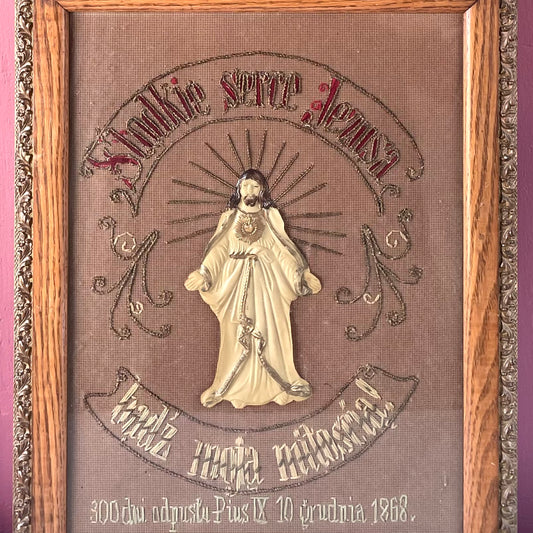 Słodkie serce Jezusa
bądź moją miłością!
300 dni odpustu Pius IX 10 grudnia 1868.